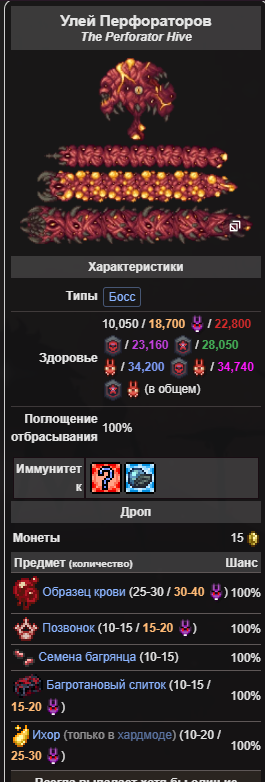 Улей Перфораторов
The Perforator Hive
Характеристики
Типы Босс
Здоровье
10,050 / 18,700 / 22,800
/ 23,160 / 28,050
/ 34,200 / 34,740
(в общем)
Поглощение
отбрасывания 100%
Иммунитет
к
Дроп
Монеты 15
Предмет (количество) Шанс
Образец крови (25-30 / 30-40 ) 100%
Позвонок (10-15 / 15-20 ) 100%
Семена багрянца (10-15) 100%
Багротановый слиток (10-15 /
15-20 ) 100%
Ихор (только в хардмоде) (10-20 /
25-30 ) 100%